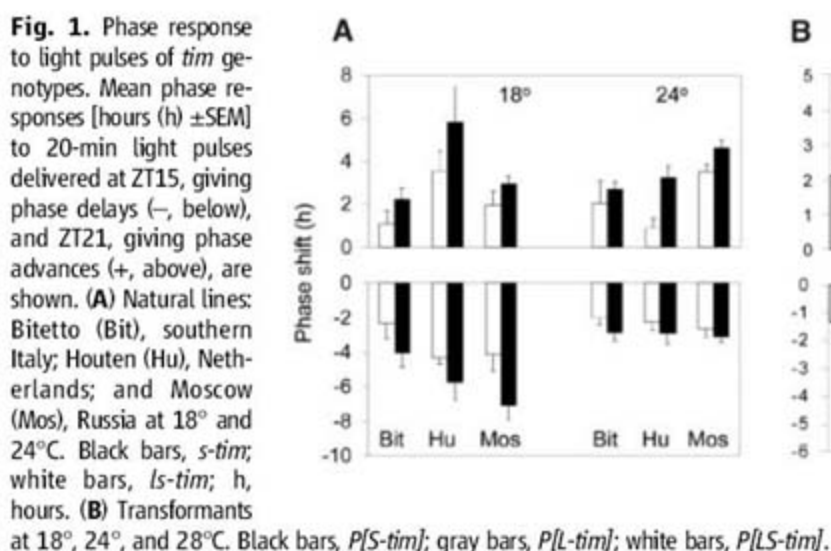 Fig. 1. Phase response
to light pulses of tim ge-
notypes. Mean phase re-
sponses [hours (h) ±SEM]
to 20-min light pulses
delivered at ZT15, giving
phase delays (–, below),
and ZT21, giving phase
advances (+, above), are
shown. (A) Natural lines:
Bitetto (Bit), southern
Italy; Houten (Hu), Neth-
erlands; and Moscow
(Mos), Russia at 18° and
24°C. Black bars, s-tim;
white bars, ls-tim; h,
hours. (B) Transformants
at 18°, 24°, and 28°C. Black bars, P[S-tim]; gray bars, P[L-tim]; white bars, P[LS-tim].
A
18° 24°
Phase shift (h)
8
6
4
2
0
0
-2
-4
-6
-8
-10
Bit Hu Mos Bit Hu Mos
B
5
4
3
2
1
0
0
-1
-2
-3
-4
-5
-6